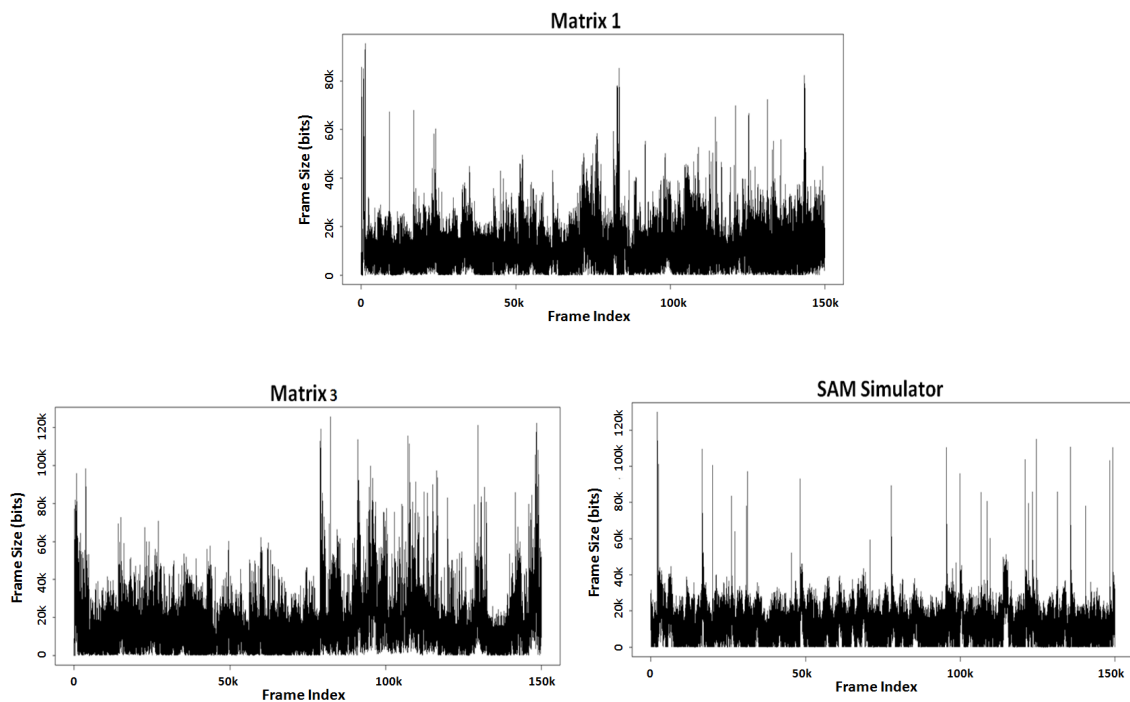 Matrix 1
Frame Size (bits)
80k
60k
40k
20k
0
0 50k 100k 150k
Frame Index
Matrix 3
Frame Size (bits)
120k
100k
80k
60k
40k
20k
0
0 50k 100k 150k
Frame Index
SAM Simulator
Frame Size (bits)
120k
100k
80k
60k
40k
20k
0
0 50k 100k 150k
Frame Index